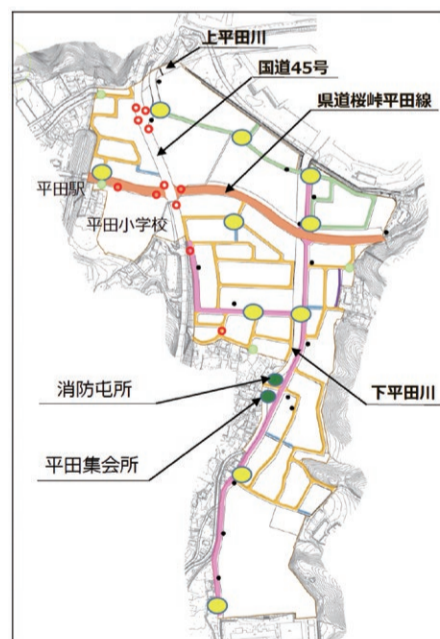 上平田川
国道45号
県道桜峠平田線
平田駅
平田小学校
消防屯所
下平田川
平田集会所